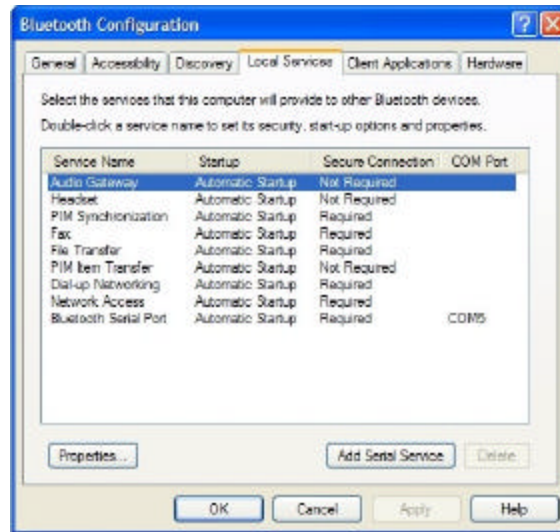 Bluetooth Configuration
General Accessibility Discovery Local Services Client Applications Hardware
Select the services that this computer will provide to other Bluetooth devices.
Double-click a service name to set its security, start-up options and properties.
Service Name Startup Secure Connection COM Port
Audio Gateway Automatic Startup Not Required
Headset Automatic Startup Not Required
PIM Synchronization Automatic Startup Required
Fax Automatic Startup Required
File Transfer Automatic Startup Required
PIM Item Transfer Automatic Startup Not Required
Dial-up Networking Automatic Startup Required
Network Access Automatic Startup Required
Bluetooth Serial Port Automatic Startup Required COM5
Properties... Add Serial Service Delete
OK Cancel Apply Help